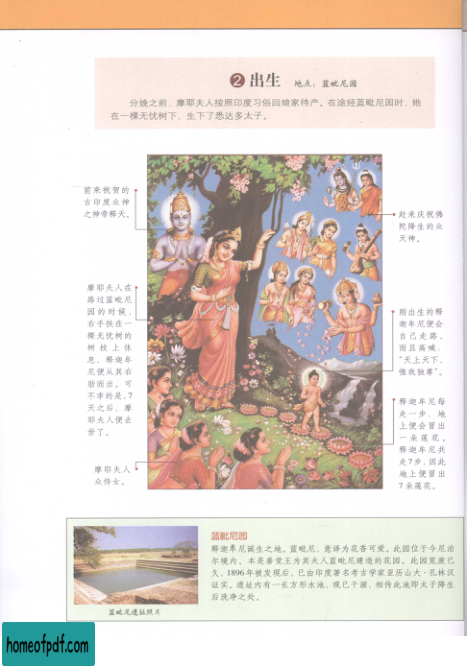 ② 出生 地点：蓝毗尼园
分娩之前，摩耶夫人按照印度习俗回娘家待产。在途经蓝毗尼园时，她
在一棵无忧树下，生下了悉达多太子。
前来祝贺的
古印度众神
之神帝释天。
赶来庆祝佛
陀降生的众
天神。
摩耶夫人在
路过蓝毗尼
园的时候，
右手扶在一
棵无忧树的
树枝上休
息，释迦牟
尼便从其右
胁而出。可
不幸的是，7
天之后，摩
耶夫人便去
世了。
刚出生的释
迦牟尼便会
自己走路，
而且高喊，
“天上天下，
惟我独尊”。
释迦牟尼每
走一步，地
上便会冒出
一朵莲花。
释迦牟尼共
走7步，因此
地上便冒出
7朵莲花。
摩耶夫人
众侍女。
蓝毗尼园
释迦牟尼诞生之地。蓝毗尼，意译为花香可爱。此园位于今尼泊
尔境内。本是善觉王为其夫人蓝毗尼建造的花园。此园荒废已
久，1896年被发现后，已由印度著名考古学家亚历山大·孔林汉
证实。遗址内有一长方形水池，现已干涸，相传此池即太子降生
后洗净之处。
蓝毗尼遗址照片
homeofpdf.com